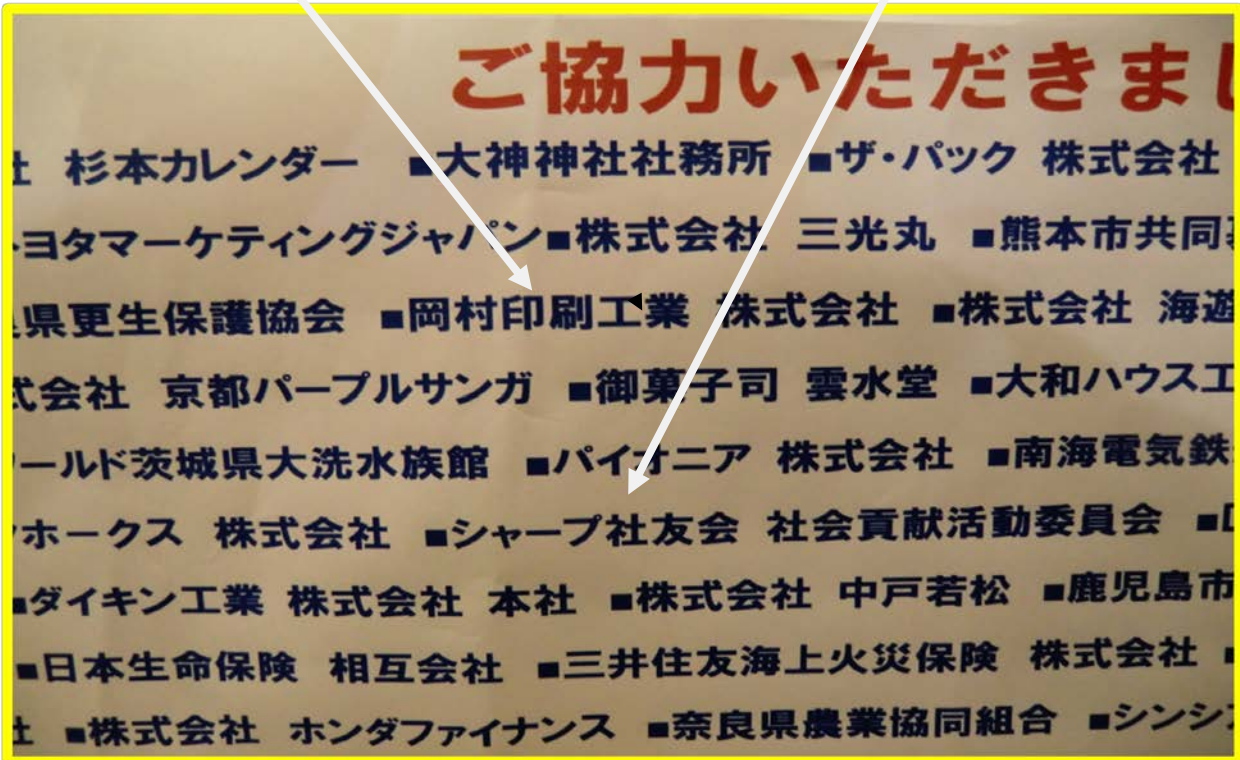 ご協力いただきまし
社 杉本カレンダー ■大神神社社務所 ■ザ・パック 株式会社
トヨタマーケティングジャパン■株式会社 三光丸 ■熊本市共同
県更生保護協会 ■岡村印刷工業 株式会社 ■株式会社 海遊
式会社 京都パープルサンガ ■御菓子司 雲水堂 ■大和ハウス工
ールド茨城県大洗水族館 ■パイオニア 株式会社 ■南海電気鉄
ホークス 株式会社 ■シャープ社友会 社会貢献活動委員会 ■
■ダイキン工業 株式会社 本社 ■株式会社 中戸若松 ■鹿児島市
■日本生命保険 相互会社 ■三井住友海上火災保険 株式会社 ■
社 ■株式会社 ホンダファイナンス ■奈良県農業協同組合 ■シンシ